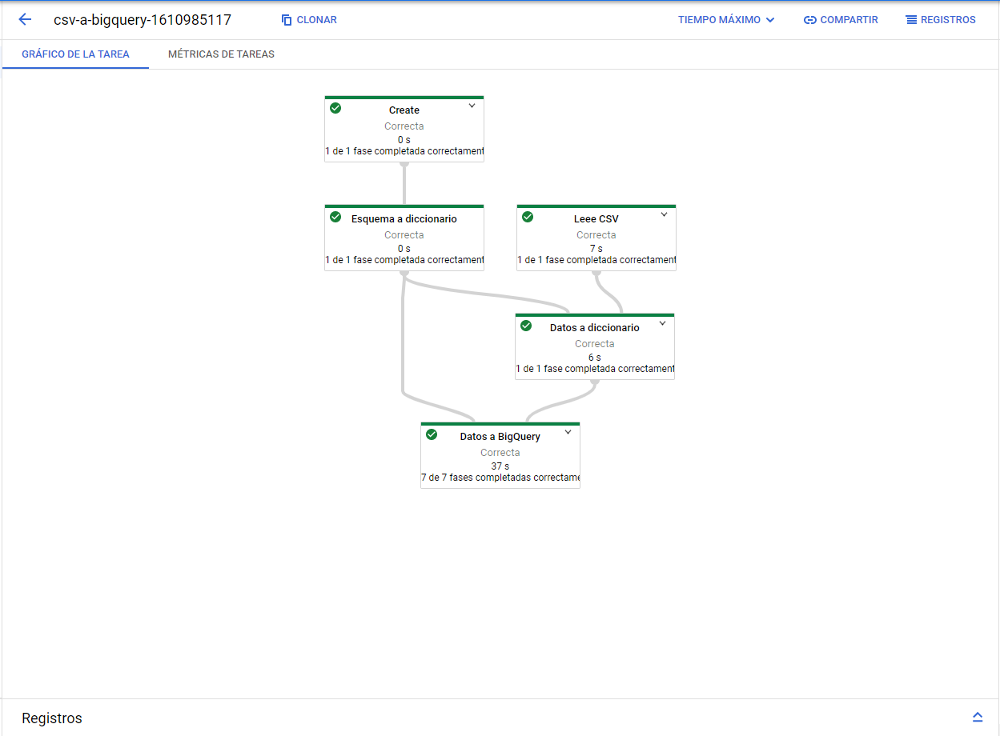 csv-a-bigquery-1610985117
CLONAR
TIEMPO MÁXIMO
COMPARTIR
REGISTROS
GRÁFICO DE LA TAREA
MÉTRICAS DE TAREAS
Create
Correcta
0 s
1 de 1 fase completada correctament
Esquema a diccionario
Correcta
0 s
1 de 1 fase completada correctament
Leee CSV
Correcta
7 s
1 de 1 fase completada correctament
Datos a diccionario
Correcta
6 s
1 de 1 fase completada correctament
Datos a BigQuery
Correcta
37 s
7 de 7 fases completadas correctame
Registros